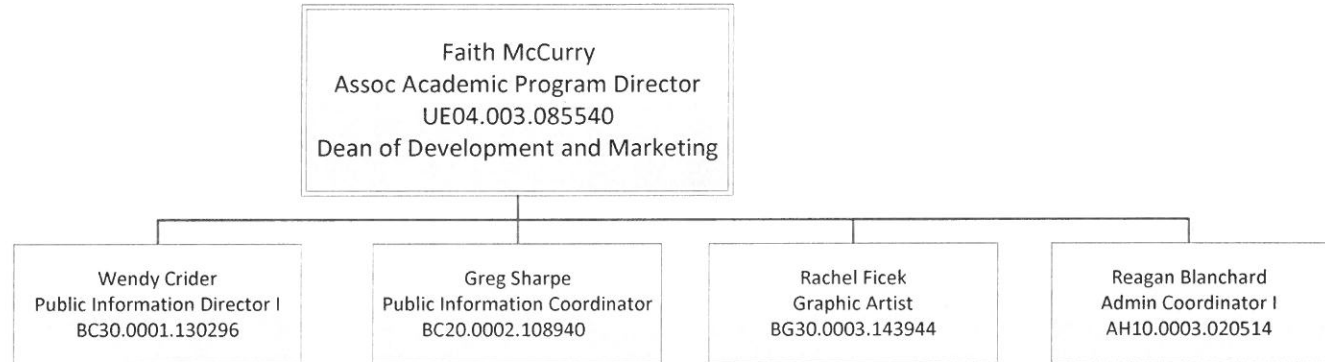 Faith McCurry
Assoc Academic Program Director
UE04.003.085540
Dean of Development and Marketing
Wendy Crider
Public Information Director I
BC30.0001.130296
Greg Sharpe
Public Information Coordinator
BC20.0002.108940
Rachel Ficek
Graphic Artist
BG30.0003.143944
Reagan Blanchard
Admin Coordinator I
AH10.0003.020514